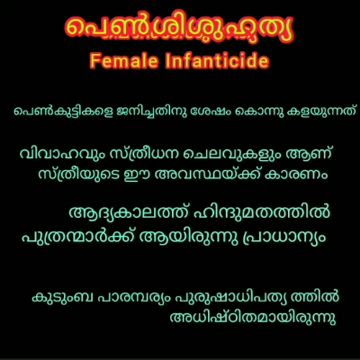 പെൺശിശുഹത്യ
Female Infanticide
പെൺകുട്ടികളെ ജനിച്ചതിനു ശേഷം കൊന്നു കളയുന്നത്
വിവാഹവും സ്ത്രീധന ചെലവുകളും ആണ്
സ്ത്രീയുടെ ഈ അവസ്ഥയ്ക്ക് കാരണം
ആദ്യകാലത്ത് ഹിന്ദുമതത്തിൽ
പുത്രന്മാർക്ക് ആയിരുന്നു പ്രാധാന്യം
കുടുംബ പാരമ്പര്യം പുരുഷാധിപത്യ ത്തിൽ
അധിഷ്ഠിതമായിരുന്നു